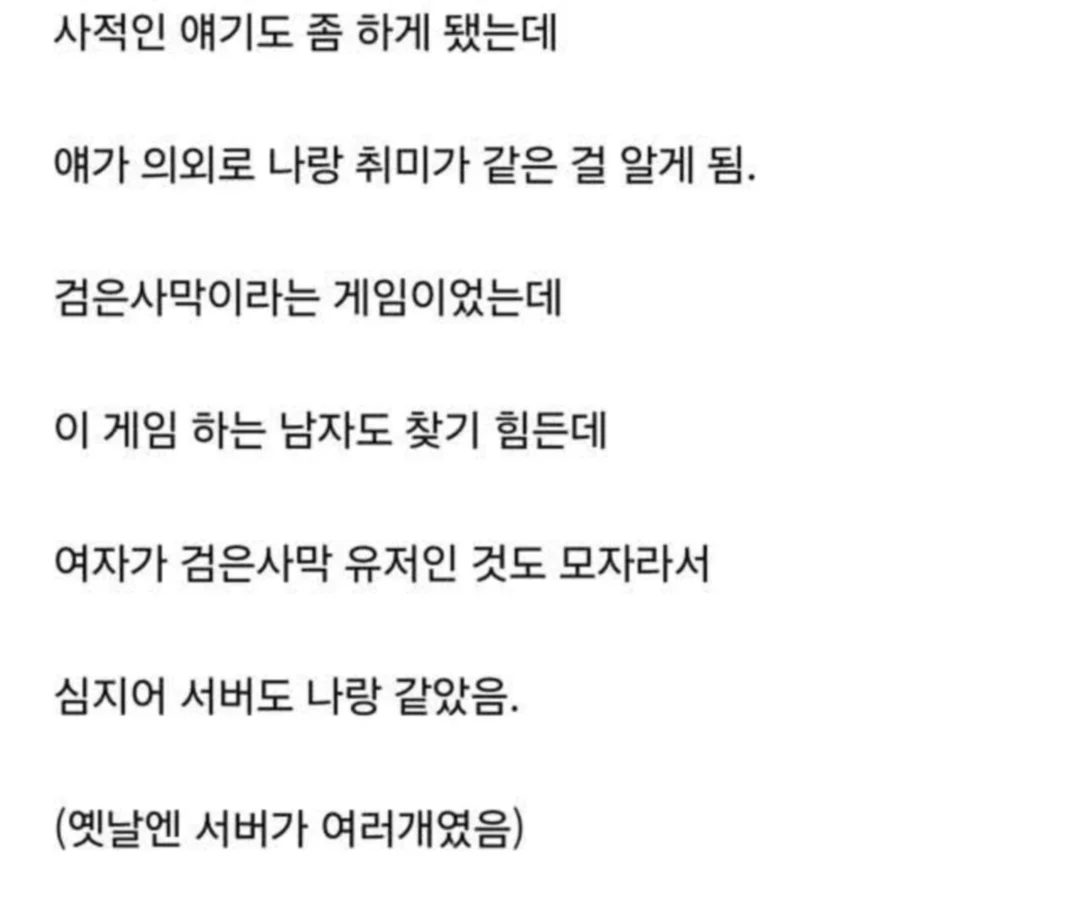 사적인 얘기도 좀 하게 됐는데
얘가 의외로 나랑 취미가 같은 걸 알게 됨.
검은사막이라는 게임이었는데
이 게임 하는 남자도 찾기 힘든데
여자가 검은사막 유저인 것도 모자라서
심지어 서버도 나랑 같았음.
(옛날엔 서버가 여러개였음)